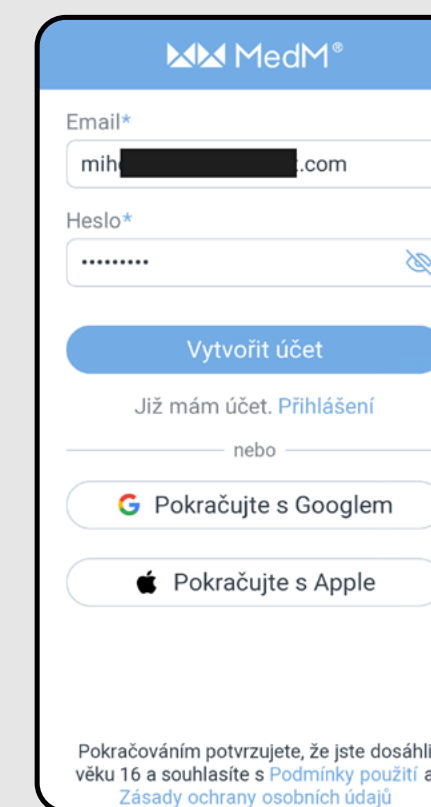 MedM®
Email*
mih .com
Heslo*
•••••••••
Vytvořit účet
Již mám účet. Přihlášení
nebo
Pokračujte s Googlem
Pokračujte s Apple
Pokračováním potvrzujete, že jste dosáhli
věku 16 a souhlasíte s Podmínky použití a
Zásady ochrany osobních údajů